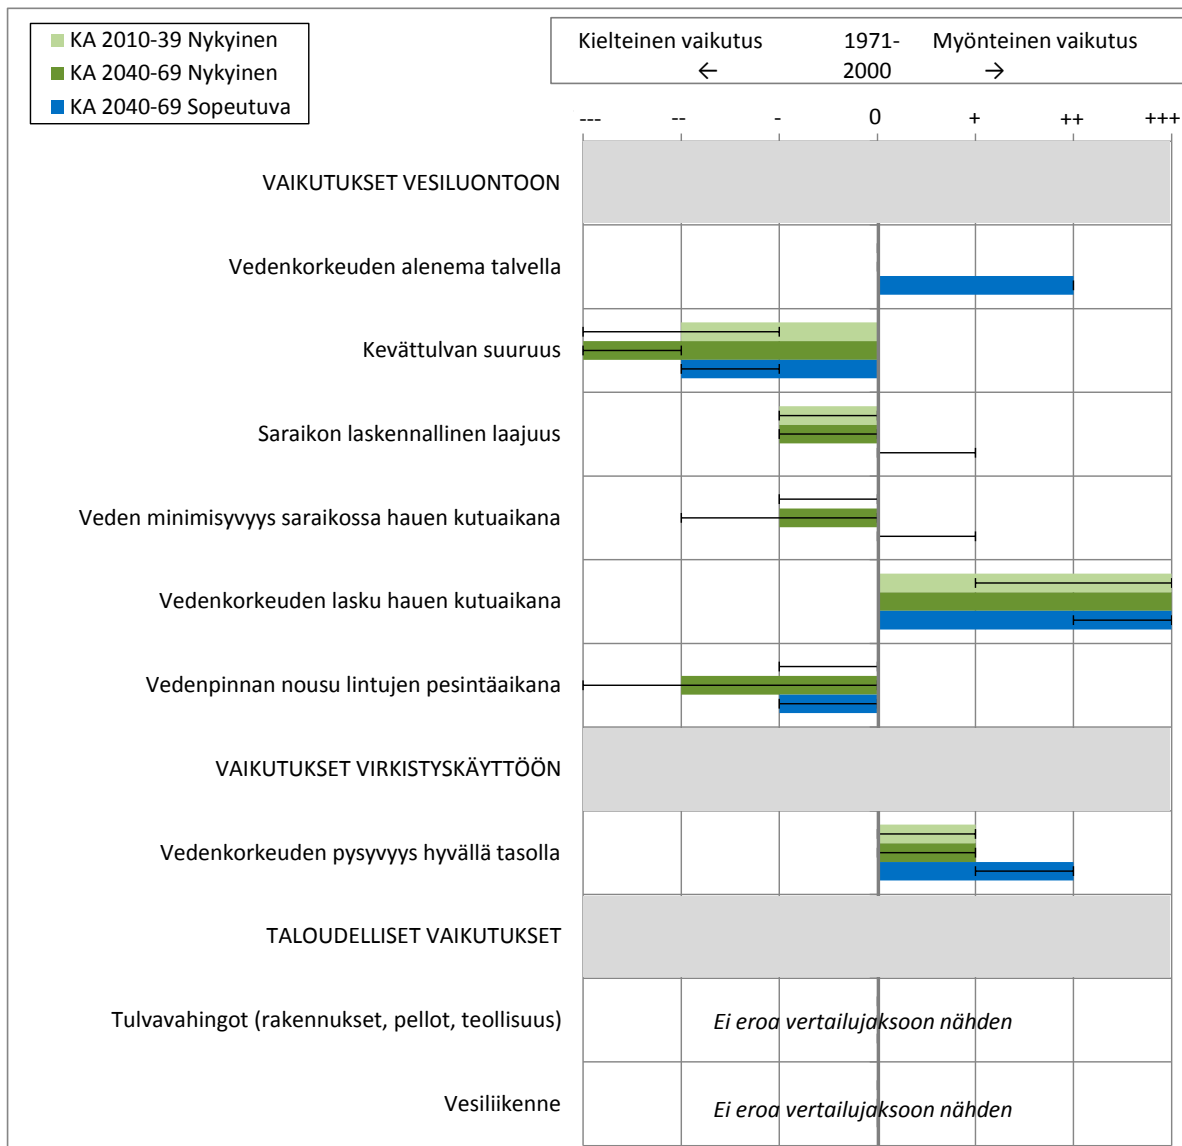 KA 2010-39 Nykyinen
KA 2040-69 Nykyinen
KA 2040-69 Sopeutuva
Kielteinen vaikutus 1971- Myönteinen vaikutus
← 2000 →
--- -- - 0 + ++ +++
VAIKUTUKSET VESILUONTOON
Vedenkorkeuden alenema talvella
Kevättulvan suuruus
Saraikon laskennallinen laajuus
Veden minimisyvyys saraikossa hauen kutuaikana
Vedenkorkeuden lasku hauen kutuaikana
Vedenpinnan nousu lintujen pesintäaikana
VAIKUTUKSET VIRKISTYSKÄYTTÖÖN
Vedenkorkeuden pysyvyys hyvällä tasolla
TALOUDELLISET VAIKUTUKSET
Tulvavahingot (rakennukset, pellot, teollisuus) Ei eroa vertailujaksoon nähden
Vesiliikenne Ei eroa vertailujaksoon nähden